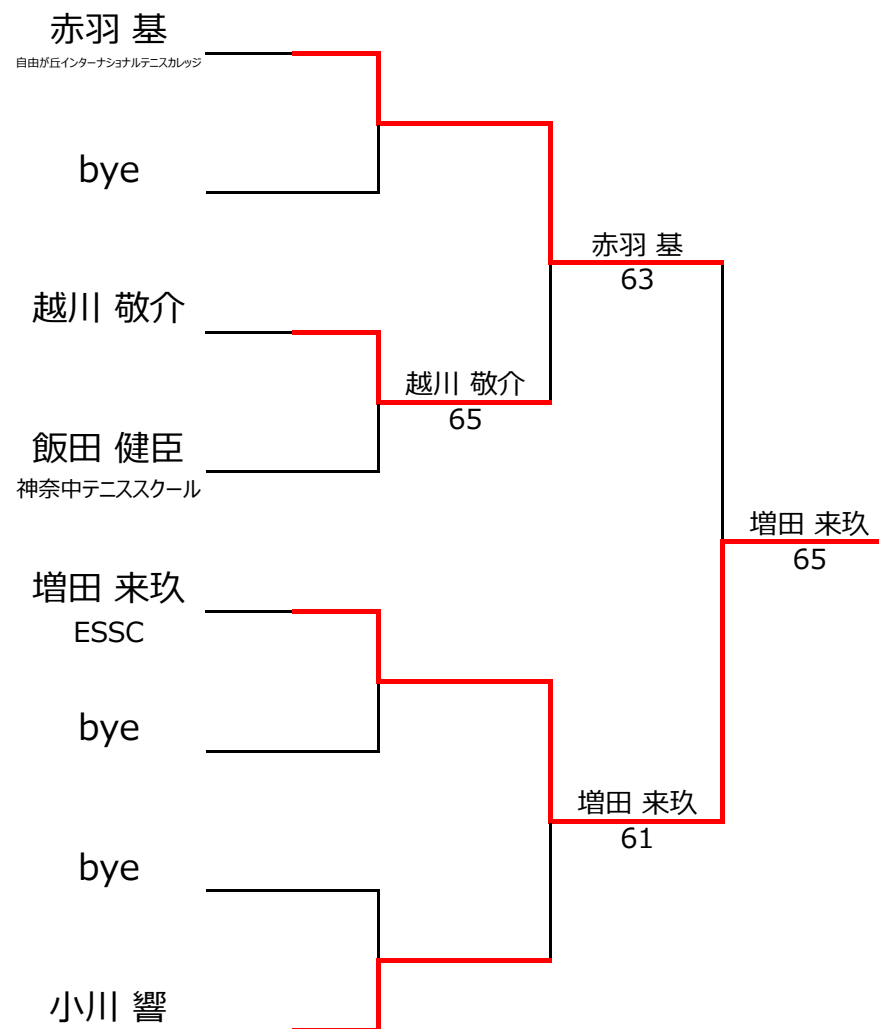 赤羽 基
自由が丘インターナショナルテニスカレッジ
bye
赤羽 基
63
越川 敬介
越川 敬介
65
飯田 健臣
神奈中テニススクール
増田 来玖
65
増田 来玖
ESSC
bye
増田 来玖
61
bye
小川 響